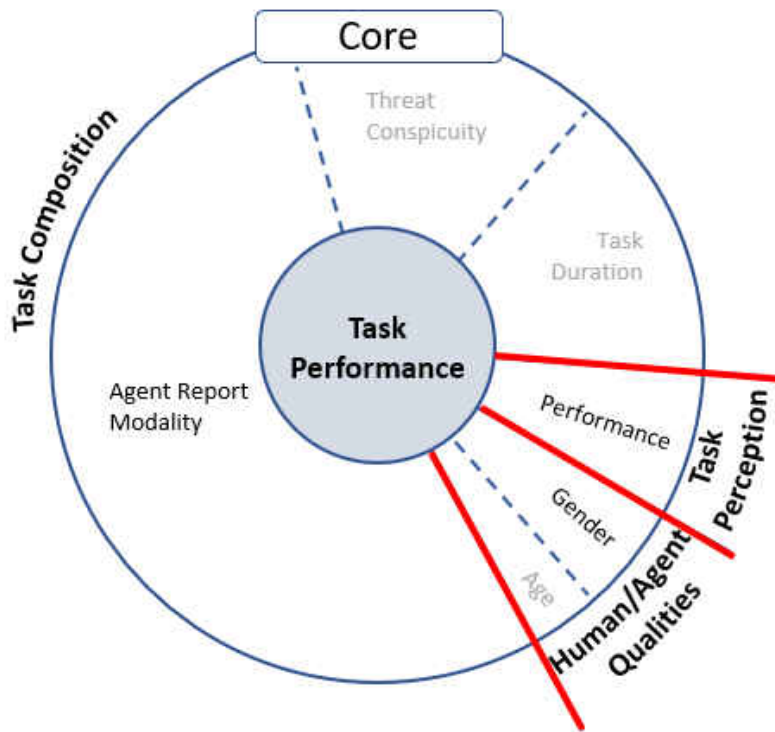 Core
Threat
Conspicuity
Task Composition
Task
Duration
Task
Performance
Agent Report
Modality
Performance
Task
Perception
Gender
Age
Human/Agent
Qualities